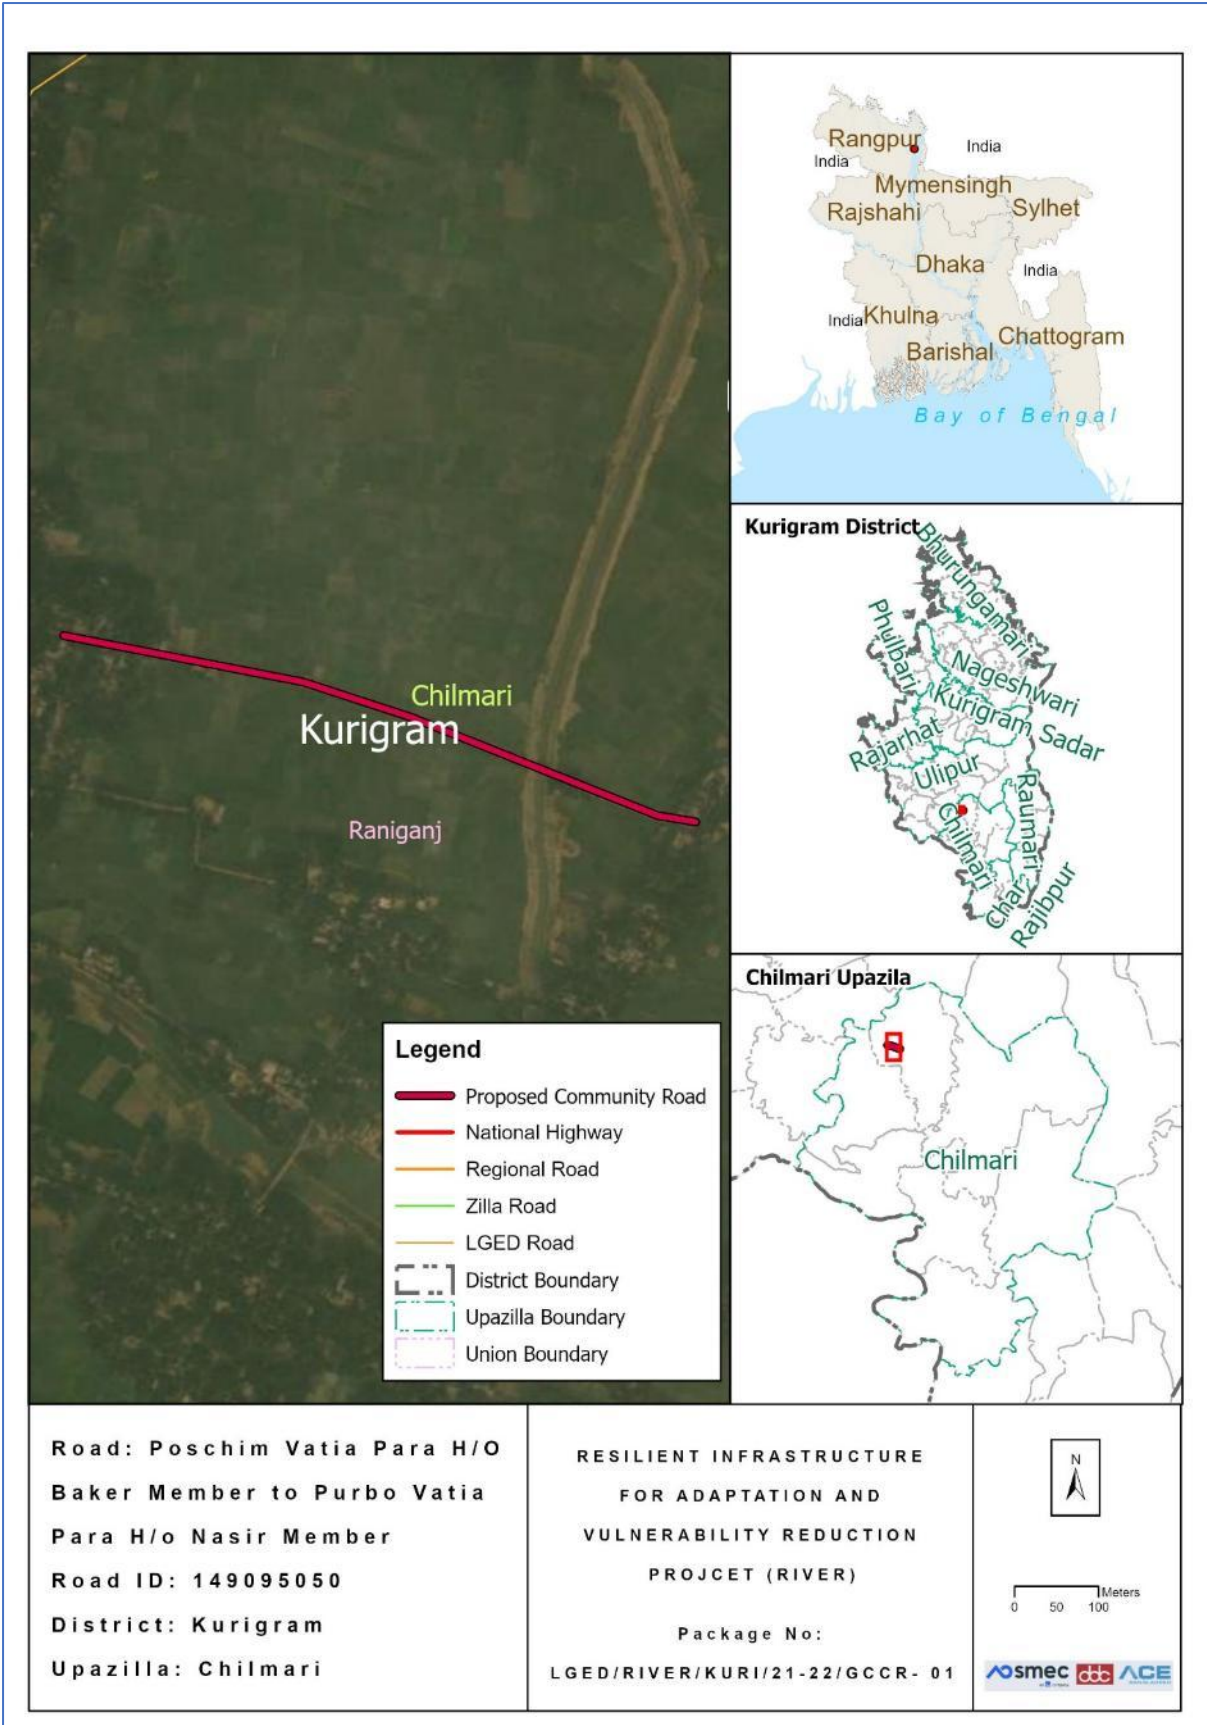 Rangpur
India
India
Mymensingh
Rajshahi
Sylhet
Dhaka
India
India
Khulna
Chattogram
Barishal
Bay of Bengal
Kurigram District
Bhurungamari
Phulbari
Nageshwari
Kurigram Sadar
Rajarhat
Ulipur
Raumari
Chilmari
Char
Rajibpur
Chilmari
Kurigram
Raniganj
Chilmari Upazila
Chilmari
Legend
Proposed Community Road
National Highway
Regional Road
Zilla Road
LGED Road
District Boundary
Upazilla Boundary
Union Boundary
Road: Poschim Vatia Para H/O
Baker Member to Purbo Vatia
Para H/o Nasir Member
Road ID: 149095050
District: Kurigram
Upazilla: Chilmari
RESILIENT INFRASTRUCTURE
FOR ADAPTATION AND
VULNERABILITY REDUCTION
PROJCET (RIVER)
Package No:
LGED/RIVER/KURI/21-22/GCCR- 01
N
Meters
0 50 100
smec
ACE